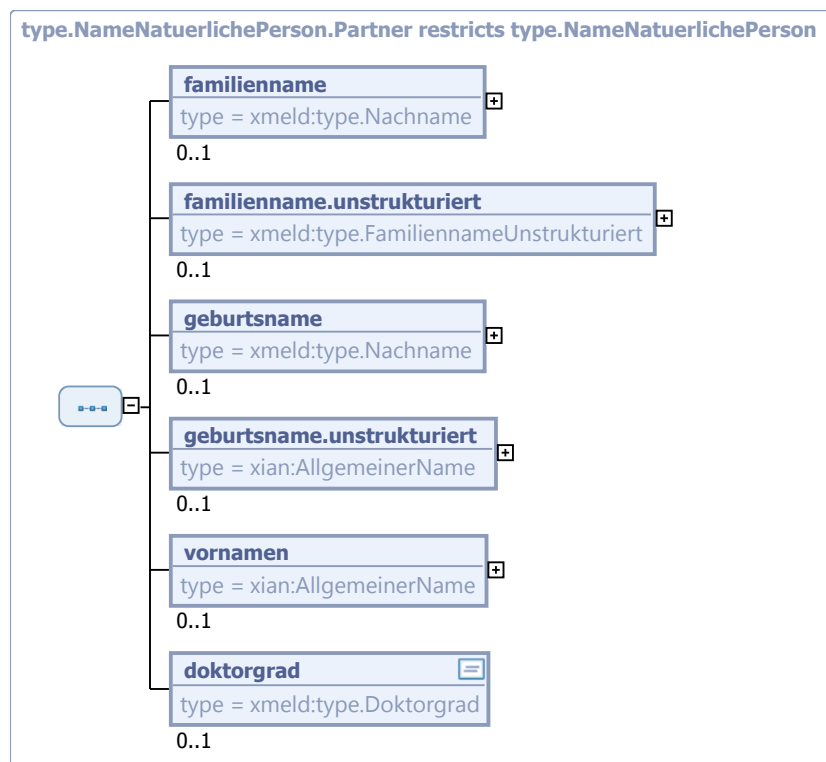 type.NameNatuerlichePerson.Partner restricts type.NameNatuerlichePerson
familienname
type = xmeld:type.Nachname
0..1
familienname.unstrukturiert
type = xmeld:type.FamiliennameUnstrukturiert
0..1
geburtsname
type = xmeld:type.Nachname
0..1
geburtsname.unstrukturiert
type = xian:AllgemeinerName
0..1
vornamen
type = xian:AllgemeinerName
0..1
doktorgrad
type = xmeld:type.Doktorgrad
0..1